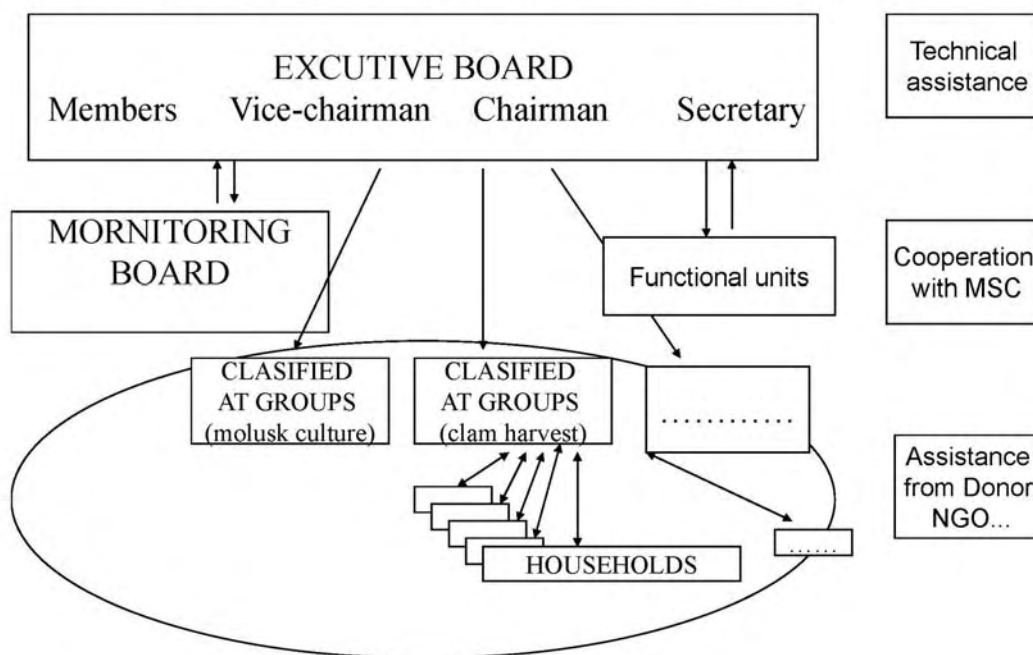 EXCUTIVE BOARD
Members Vice-chairman Chairman Secretary
Technical
assistance
MORNITORING
BOARD
Functional units
Cooperation
with MSC
CLASIFIED
AT GROUPS
(molusk culture)
CLASIFIED
AT GROUPS
(clam harvest)
.............
Assistance
from Donor
NGO...
......
HOUSEHOLDS